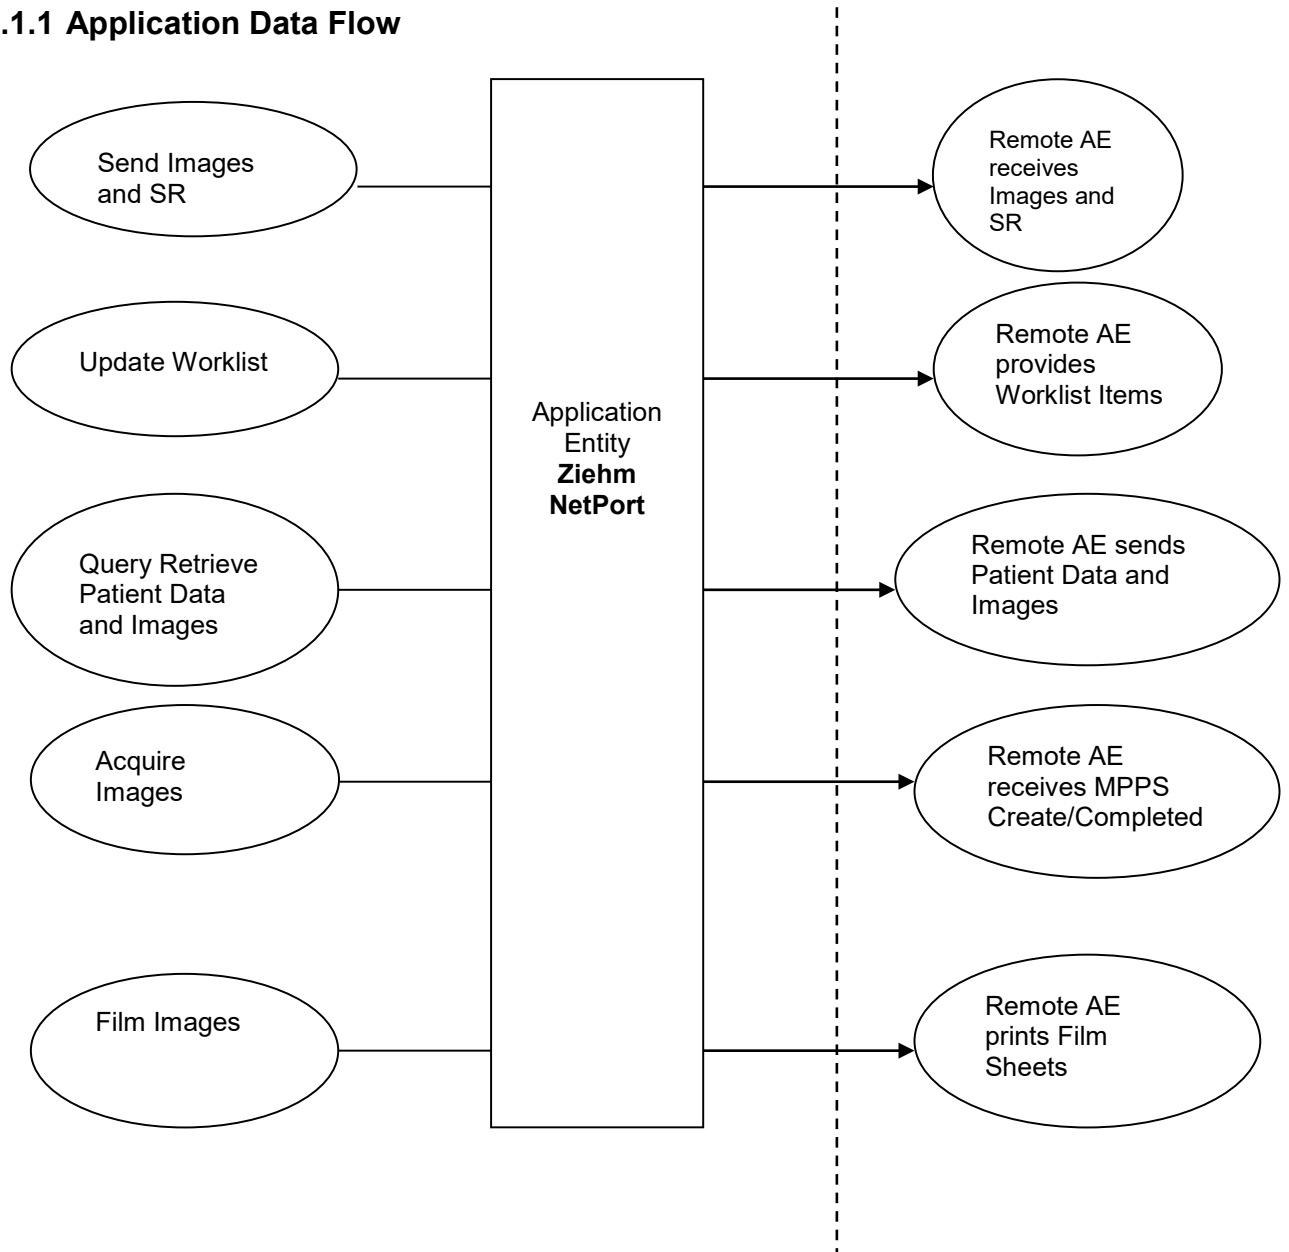 .1.1 Application Data Flow
Send Images
and SR
Remote AE
receives
Images and
SR
Update Worklist
Remote AE
provides
Worklist Items
Application
Entity
Ziehm
NetPort
Query Retrieve
Patient Data
and Images
Remote AE sends
Patient Data and
Images
Acquire
Images
Remote AE
receives MPPS
Create/Completed
Film Images
Remote AE
prints Film
Sheets